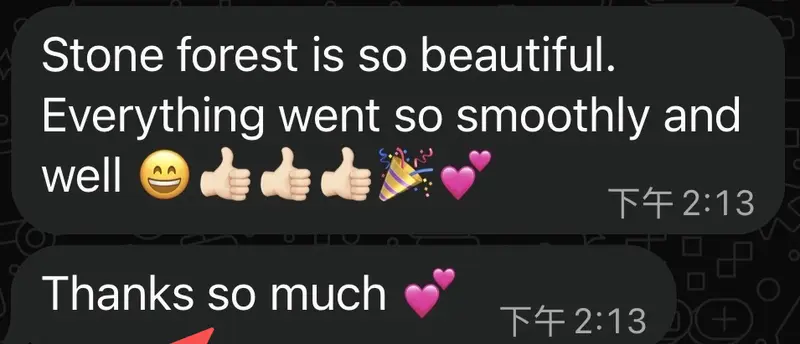 Stone forest is so beautiful.
Everything went so smoothly and
well 😄👍🏻👍🏻👍🏻🎉💕
下午 2:13
Thanks so much 💕
下午 2:13